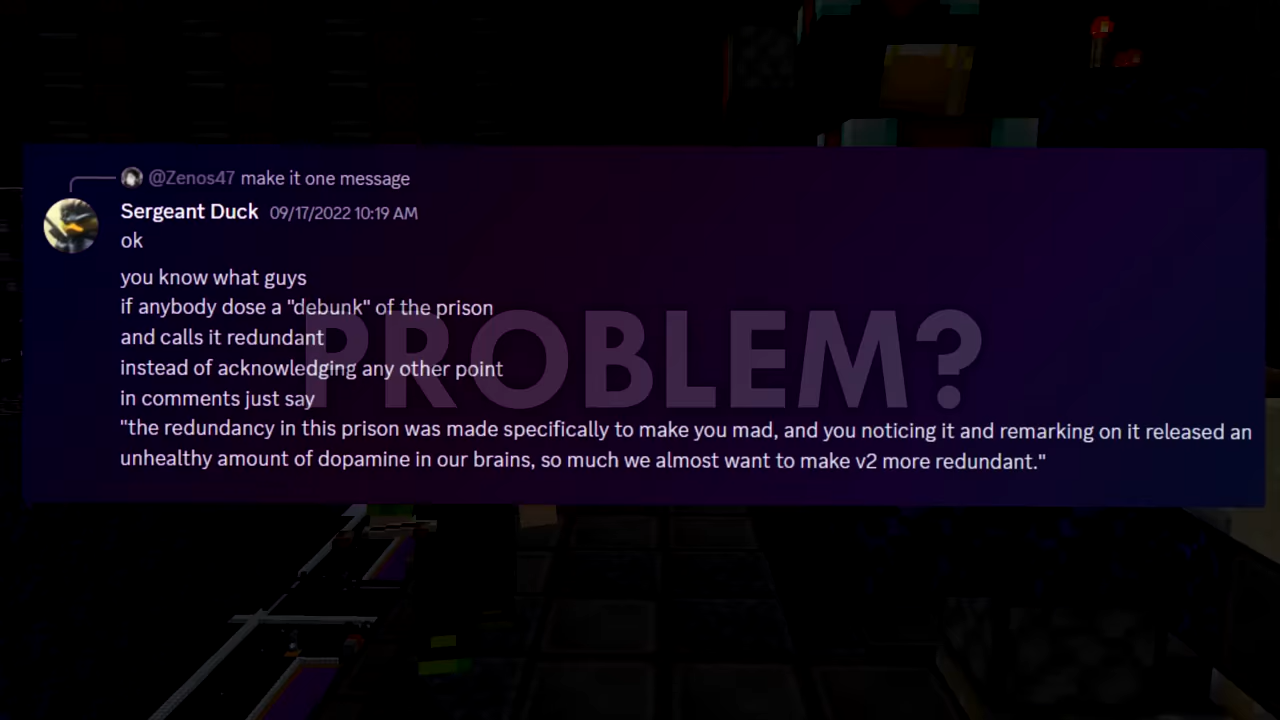 @Zenos47 make it one message
Sergeant Duck 09/17/2022 10:19 AM
ok
you know what guys
if anybody dose a "debunk" of the prison
and calls it redundant
instead of acknowledging any other point
in comments just say
"the redundancy in this prison was made specifically to make you mad, and you noticing it and remarking on it released an
unhealthy amount of dopamine in our brains, so much we almost want to make v2 more redundant."
PROBLEM?